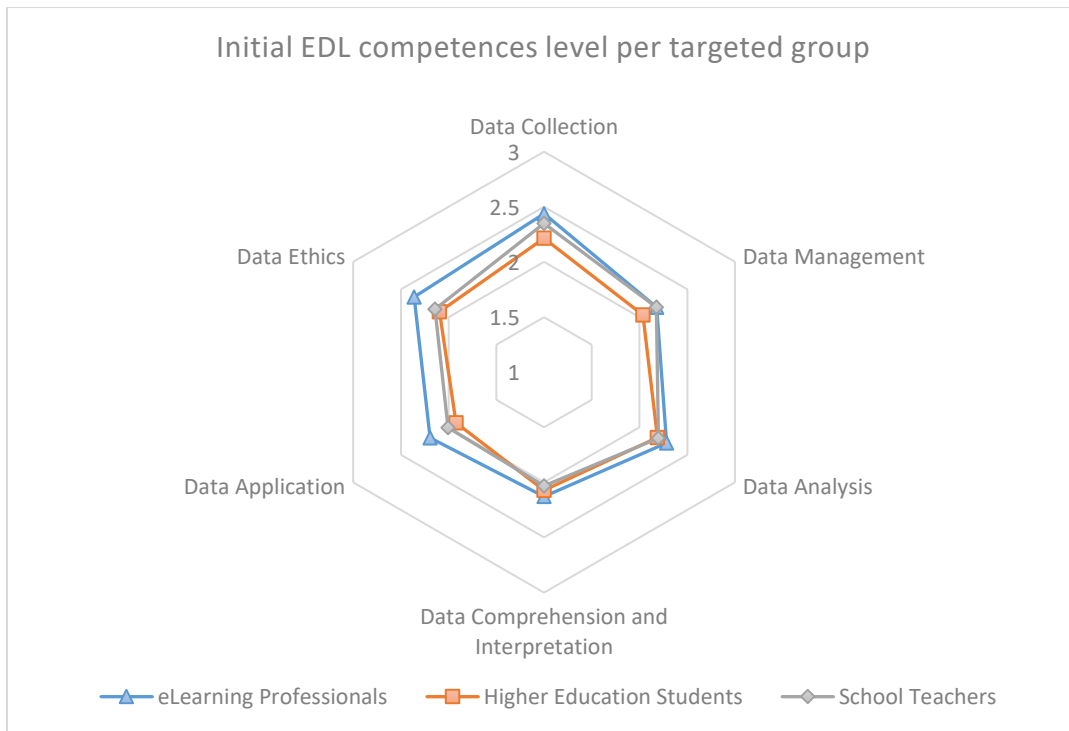 Initial EDL competences level per targeted group
Data Collection
3
2.5
Data Ethics
2
Data Management
1.5
1
Data Application
Data Analysis
Data Comprehension and
Interpretation
eLearning Professionals
Higher Education Students
School Teachers